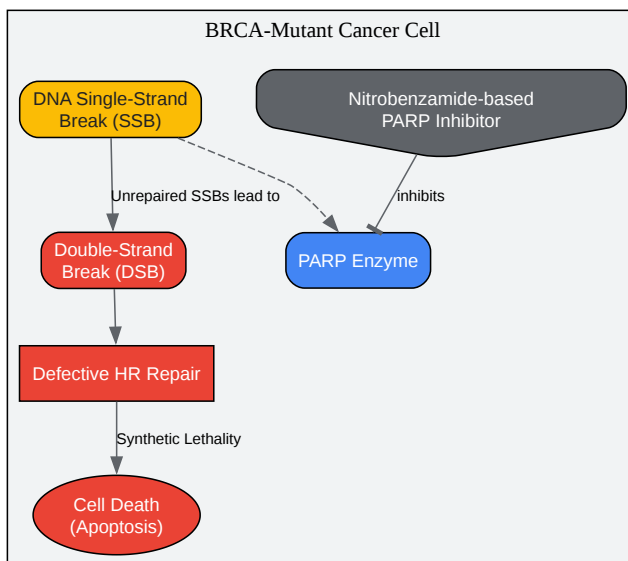 BRCA-Mutant Cancer Cell
DNA Single-Strand
Break (SSB)
Nitrobenzamide-based
PARP Inhibitor
Unrepaired SSBs lead to
inhibits
Double-Strand
Break (DSB)
PARP Enzyme
Defective HR Repair
Synthetic Lethality
Cell Death
(Apoptosis)